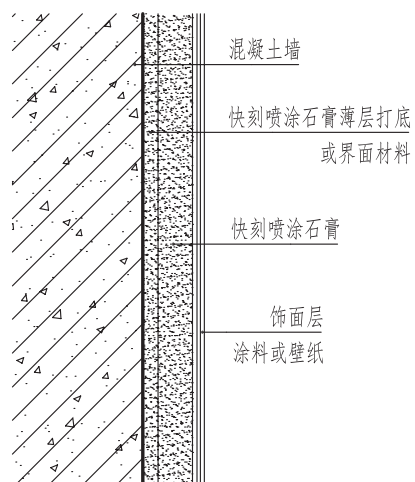 混凝土墙
快刻喷涂石膏薄层打底
或界面材料
快刻喷涂石膏
饰面层
涂料或壁纸